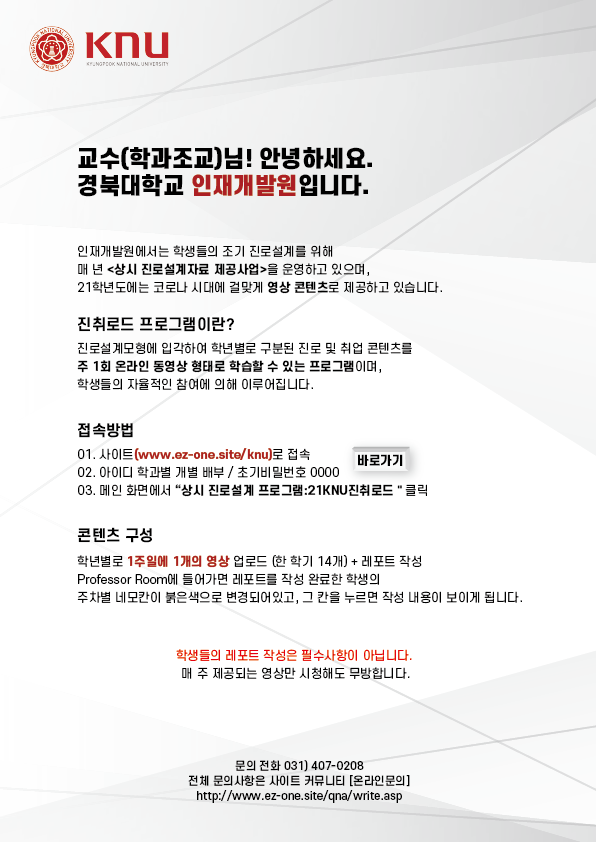 KYUNGPOOK NATIONAL UNIVERSITY
KNU
KYUNGPOOK NATIONAL UNIVERSITY
교수(학과조교)님! 안녕하세요.
경북대학교 인재개발원입니다.
인재개발원에서는 학생들의 조기 진로설계를 위해
매 년 <상시 진로설계자료 제공사업>을 운영하고 있으며,
21학년도에는 코로나 시대에 걸맞게 영상 콘텐츠로 제공하고 있습니다.
진취로드 프로그램이란?
진로설계모형에 입각하여 학년별로 구분된 진로 및 취업 콘텐츠를
주 1회 온라인 동영상 형태로 학습할 수 있는 프로그램이며,
학생들의 자율적인 참여에 의해 이루어집니다.
접속방법
01. 사이트(www.ez-one.site/knu)로 접속
바로가기
02. 아이디 학과별 개별 배부 / 초기비밀번호 0000
03. 메인 화면에서 “상시 진로설계 프로그램:21KNU진취로드 “ 클릭
콘텐츠 구성
학년별로 1주일에 1개의 영상 업로드 (한 학기 14개) + 레포트 작성
Professor Room에 들어가면 레포트를 작성 완료한 학생의
주차별 네모칸이 붉은색으로 변경되어있고, 그 칸을 누르면 작성 내용이 보이게 됩니다.
학생들의 레포트 작성은 필수사항이 아닙니다.
매 주 제공되는 영상만 시청해도 무방합니다.
문의 전화 031) 407-0208
전체 문의사항은 사이트 커뮤니티 [온라인문의]
http://www.ez-one.site/qna/write.asp